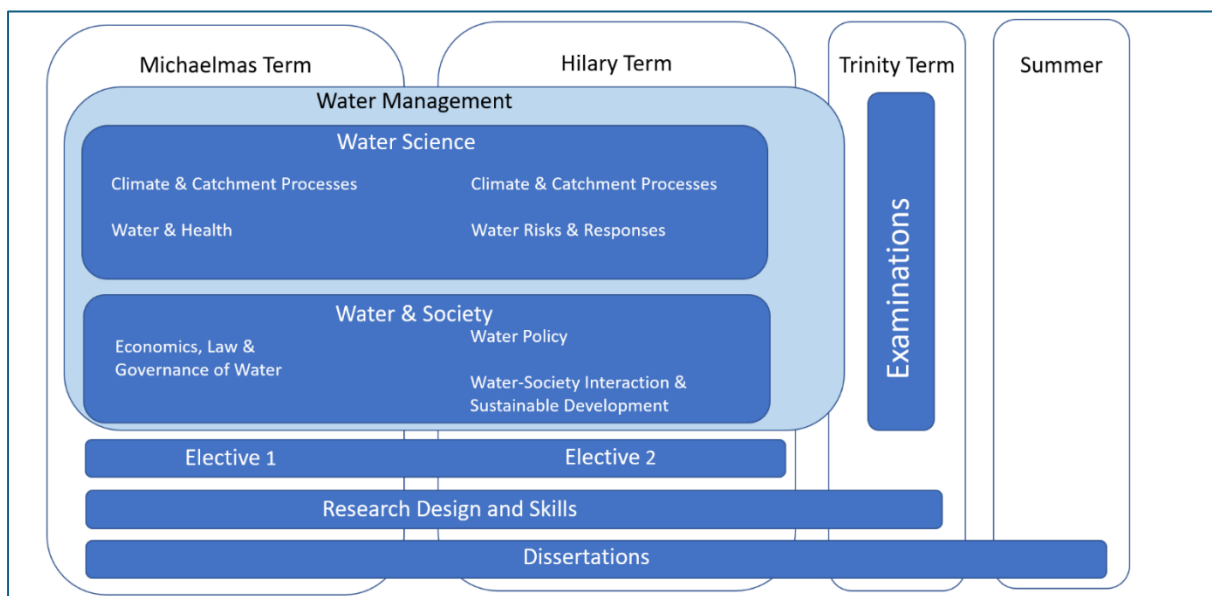 Michaelmas Term
Hilary Term
Trinity Term
Summer
Water Management
Water Science
Climate & Catchment Processes
Climate & Catchment Processes
Water & Health
Water Risks & Responses
Water & Society
Economics, Law &
Governance of Water
Water Policy
Water-Society Interaction &
Sustainable Development
Examinations
Elective 1
Elective 2
Research Design and Skills
Dissertations